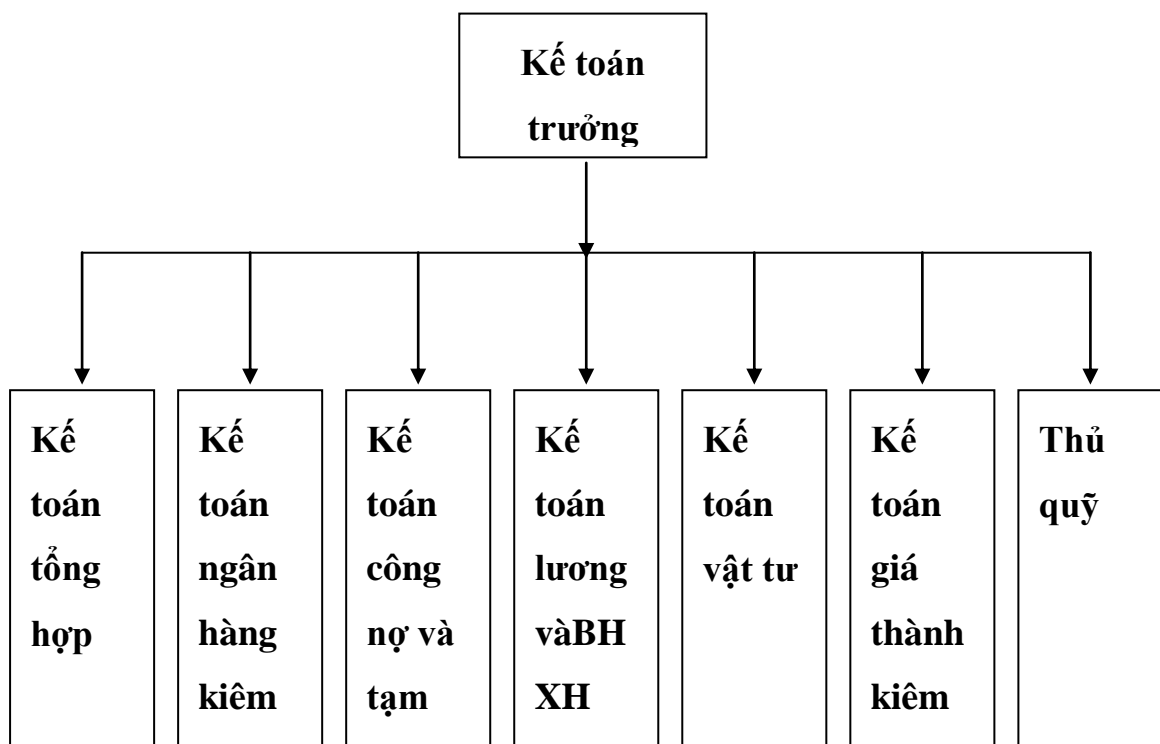 Kế toán
trưởng
Kế
toán
tổng
hợp
Kế
toán
ngân
hàng
kiêm
Kế
toán
công
nợ và
tạm
Kế
toán
lương
vàBH
XH
Kế
toán
vật tư
Kế
toán
giá
thành
kiêm
Thủ
quỹ